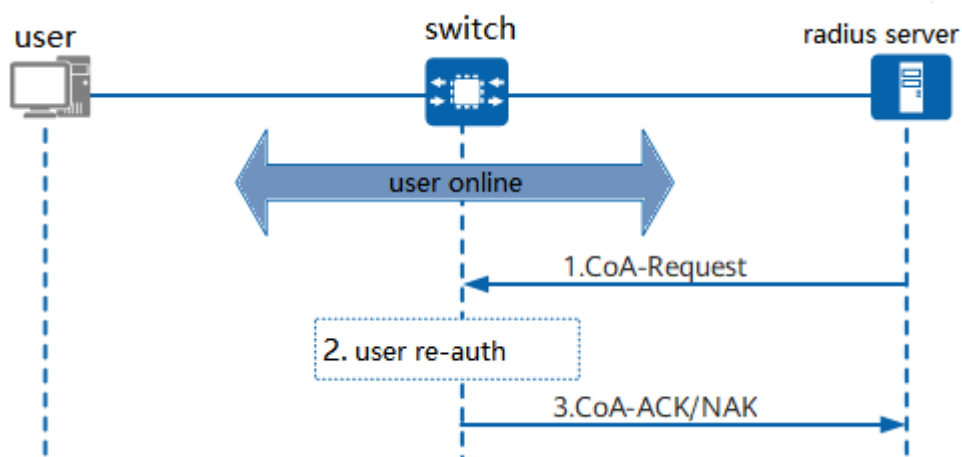 user
switch
radius server
user online
1.CoA-Request
2. user re-auth
3.CoA-ACK/NAK